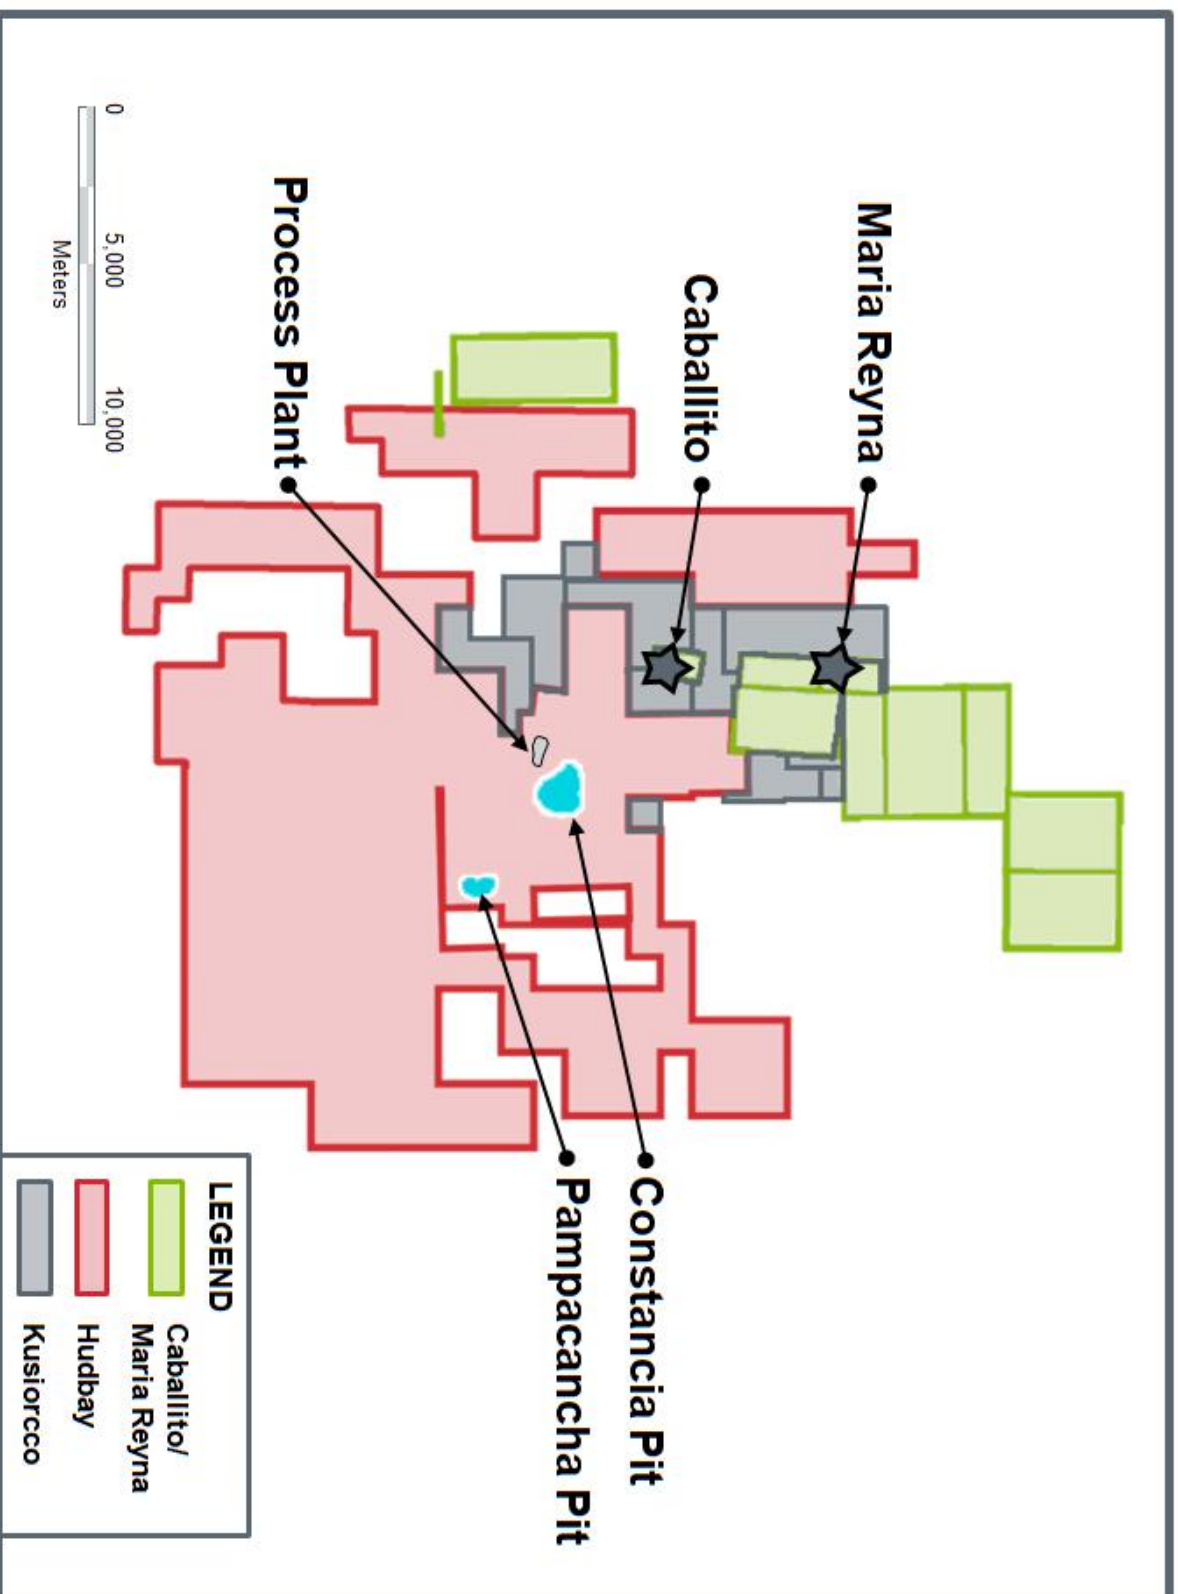 Maria Reyna
Caballito
Process Plant
0 5,000 10,000
Meters
Constancia Pit
Pampacancha Pit
LEGEND
Caballito/
Maria Reyna
Hudbay
Kusiorcco